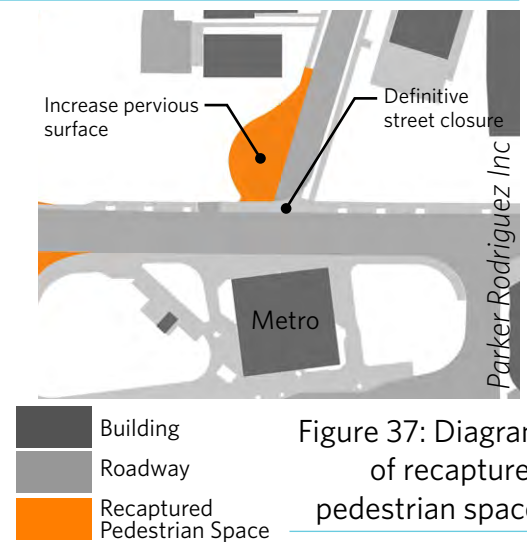 Increase pervious
surface
Definitive
street closure
Metro
Parker Rodriguez Inc
Building
Roadway
Recaptured
Pedestrian Space
Figure 37: Diagram
of recapture
pedestrian space